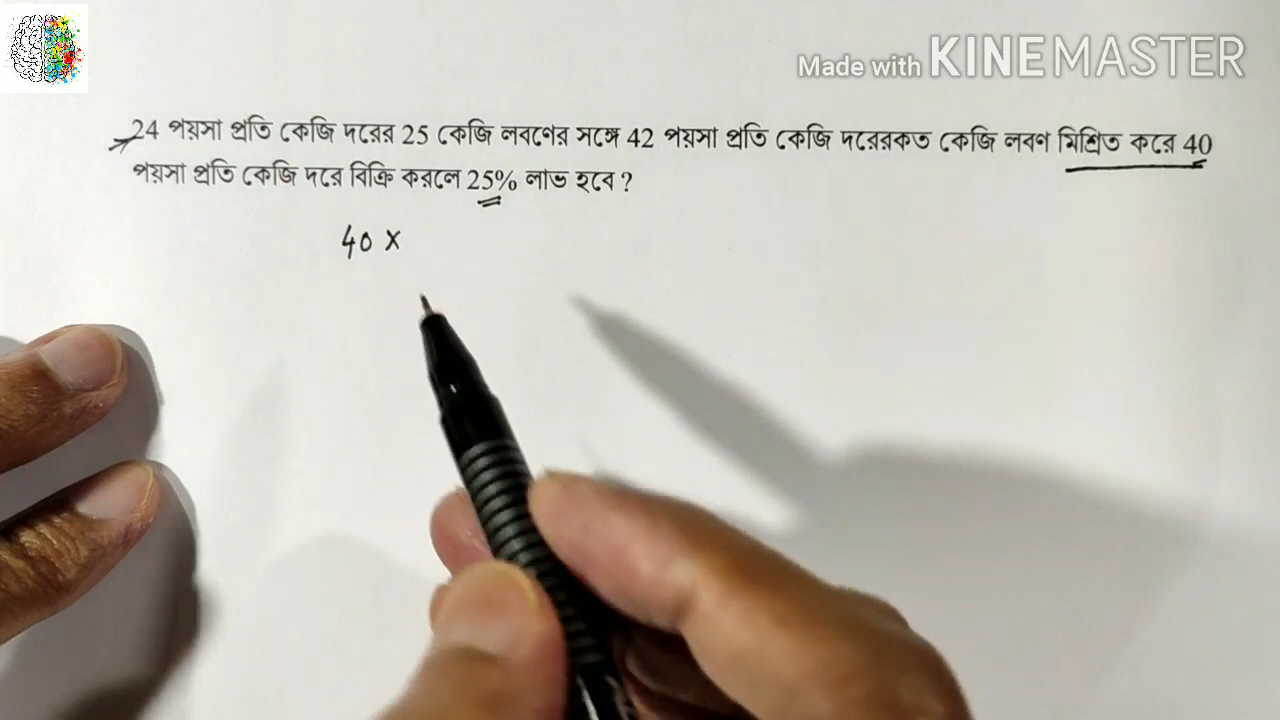 Made with KINEMASTER
24 পয়সা প্রতি কেজি দরের 25 কেজি লবণের সঙ্গে 42 পয়সা প্রতি কেজি দরেরকত কেজি লবণ মিশ্রিত করে 40
পয়সা প্রতি কেজি দরে বিক্রি করলে 25% লাভ হবে ?
40 ×